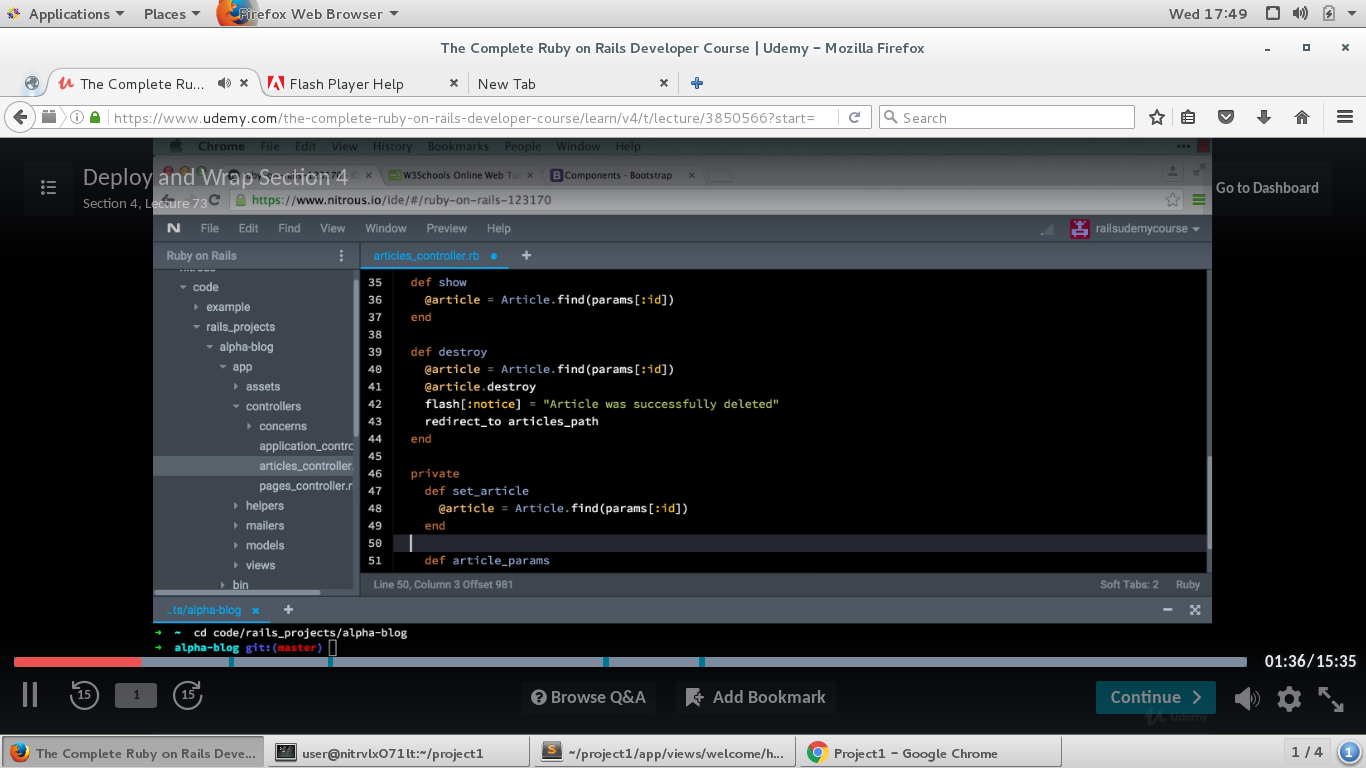 Applications Places Firefox Web Browser Wed 17:49
The Complete Ruby on Rails Developer Course | Udemy – Mozilla Firefox
The Complete Ru... Flash Player Help New Tab
https://www.udemy.com/the-complete-ruby-on-rails-developer-course/learn/v4/t/lecture/3850566?start= Search
Chrome File Edit View History Bookmarks People Window Help
Deploy and Wrap Section 4
W3Schools Online Web Tu Components - Bootstrap
Go to Dashboard
Section 4, Lecture 73
https://www.nitrous.io/ide/#/ruby-on-rails-123170
N File Edit Find View Window Preview Help railsudemycourse
Ruby on Rails articles_controller.rb
nitrous
code
example
rails_projects
alpha-blog
app
assets
controllers
concerns
application_contro
articles_controller.
pages_controller.r
helpers
mailers
models
views
bin
35 def show
36 @article = Article.find(params[:id])
37 end
38
39 def destroy
40 @article = Article.find(params[:id])
41 @article.destroy
42 flash[:notice] = "Article was successfully deleted"
43 redirect_to articles_path
44 end
45
46 private
47 def set_article
48 @article = Article.find(params[:id])
49 end
50
51 def article_params
Line 50, Column 3 Offset 981 Soft Tabs: 2 Ruby
..ts/alpha-blog
→ ~ cd code/rails_projects/alpha-blog
→ alpha-blog git:(master)
01:36/15:35
15 1 15 Browse Q&A Add Bookmark Continue
Udemy
The Complete Ruby on Rails Deve... user@nitrvlxO71lt:~/project1 ~/project1/app/views/welcome/h... Project1 – Google Chrome 1 / 4 1